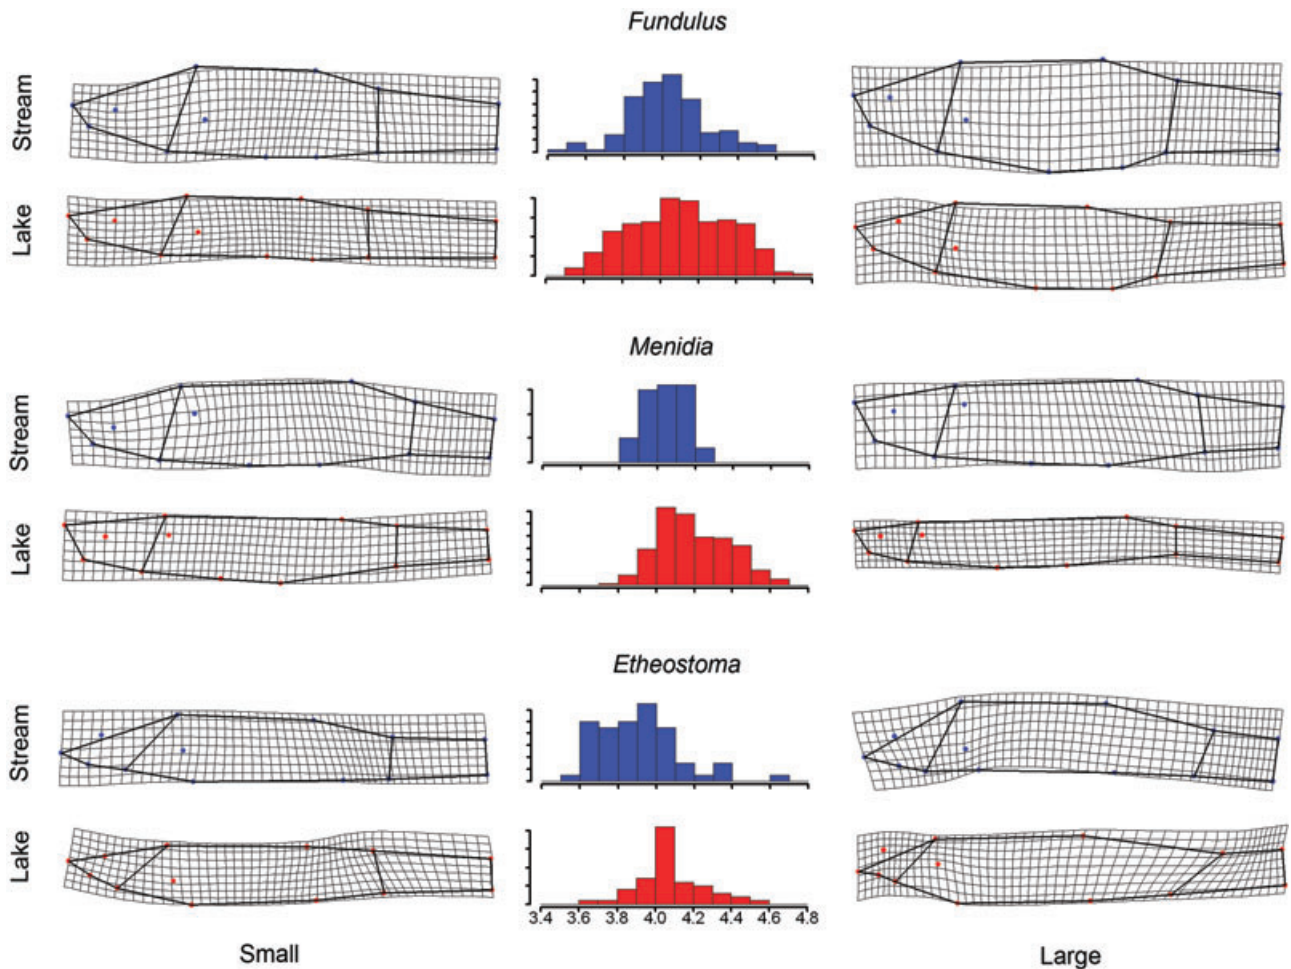 Fundulus
Stream
Lake
Menidia
Stream
Lake
Etheostoma
Stream
Lake
3.4 3.6 3.8 4.0 4.2 4.4 4.6 4.8
Small
Large